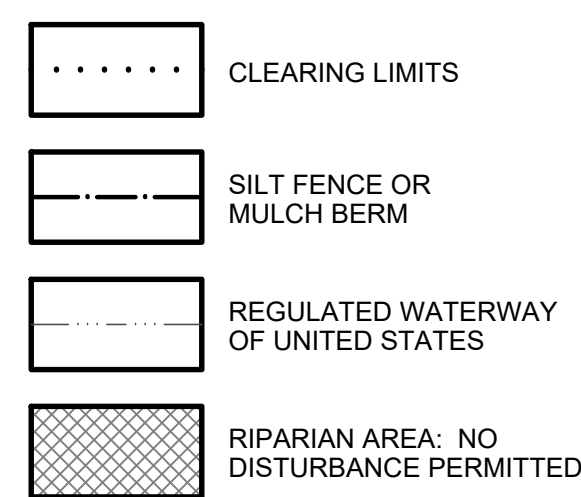 CLEARING LIMITS
SILT FENCE OR
MULCH BERM
REGULATED WATERWAY
OF UNITED STATES
RIPARIAN AREA: NO
DISTURBANCE PERMITTED